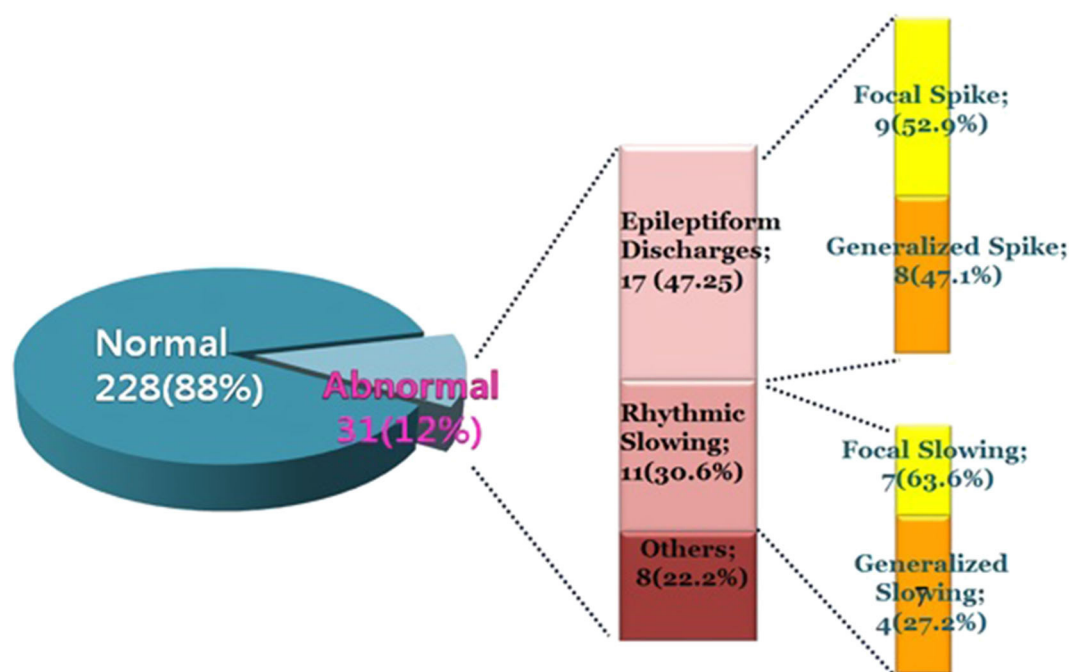 Normal
228(88%)
Abnormal
31(12%)
Epileptiform
Discharges;
17 (47.25)
Rhythmic
Slowing;
11(30.6%)
Others;
8(22.2%)
Focal Spike;
9(52.9%)
Generalized Spike;
8(47.1%)
Focal Slowing;
7(63.6%)
Generalized
Slowing;
7
4(27.2%)